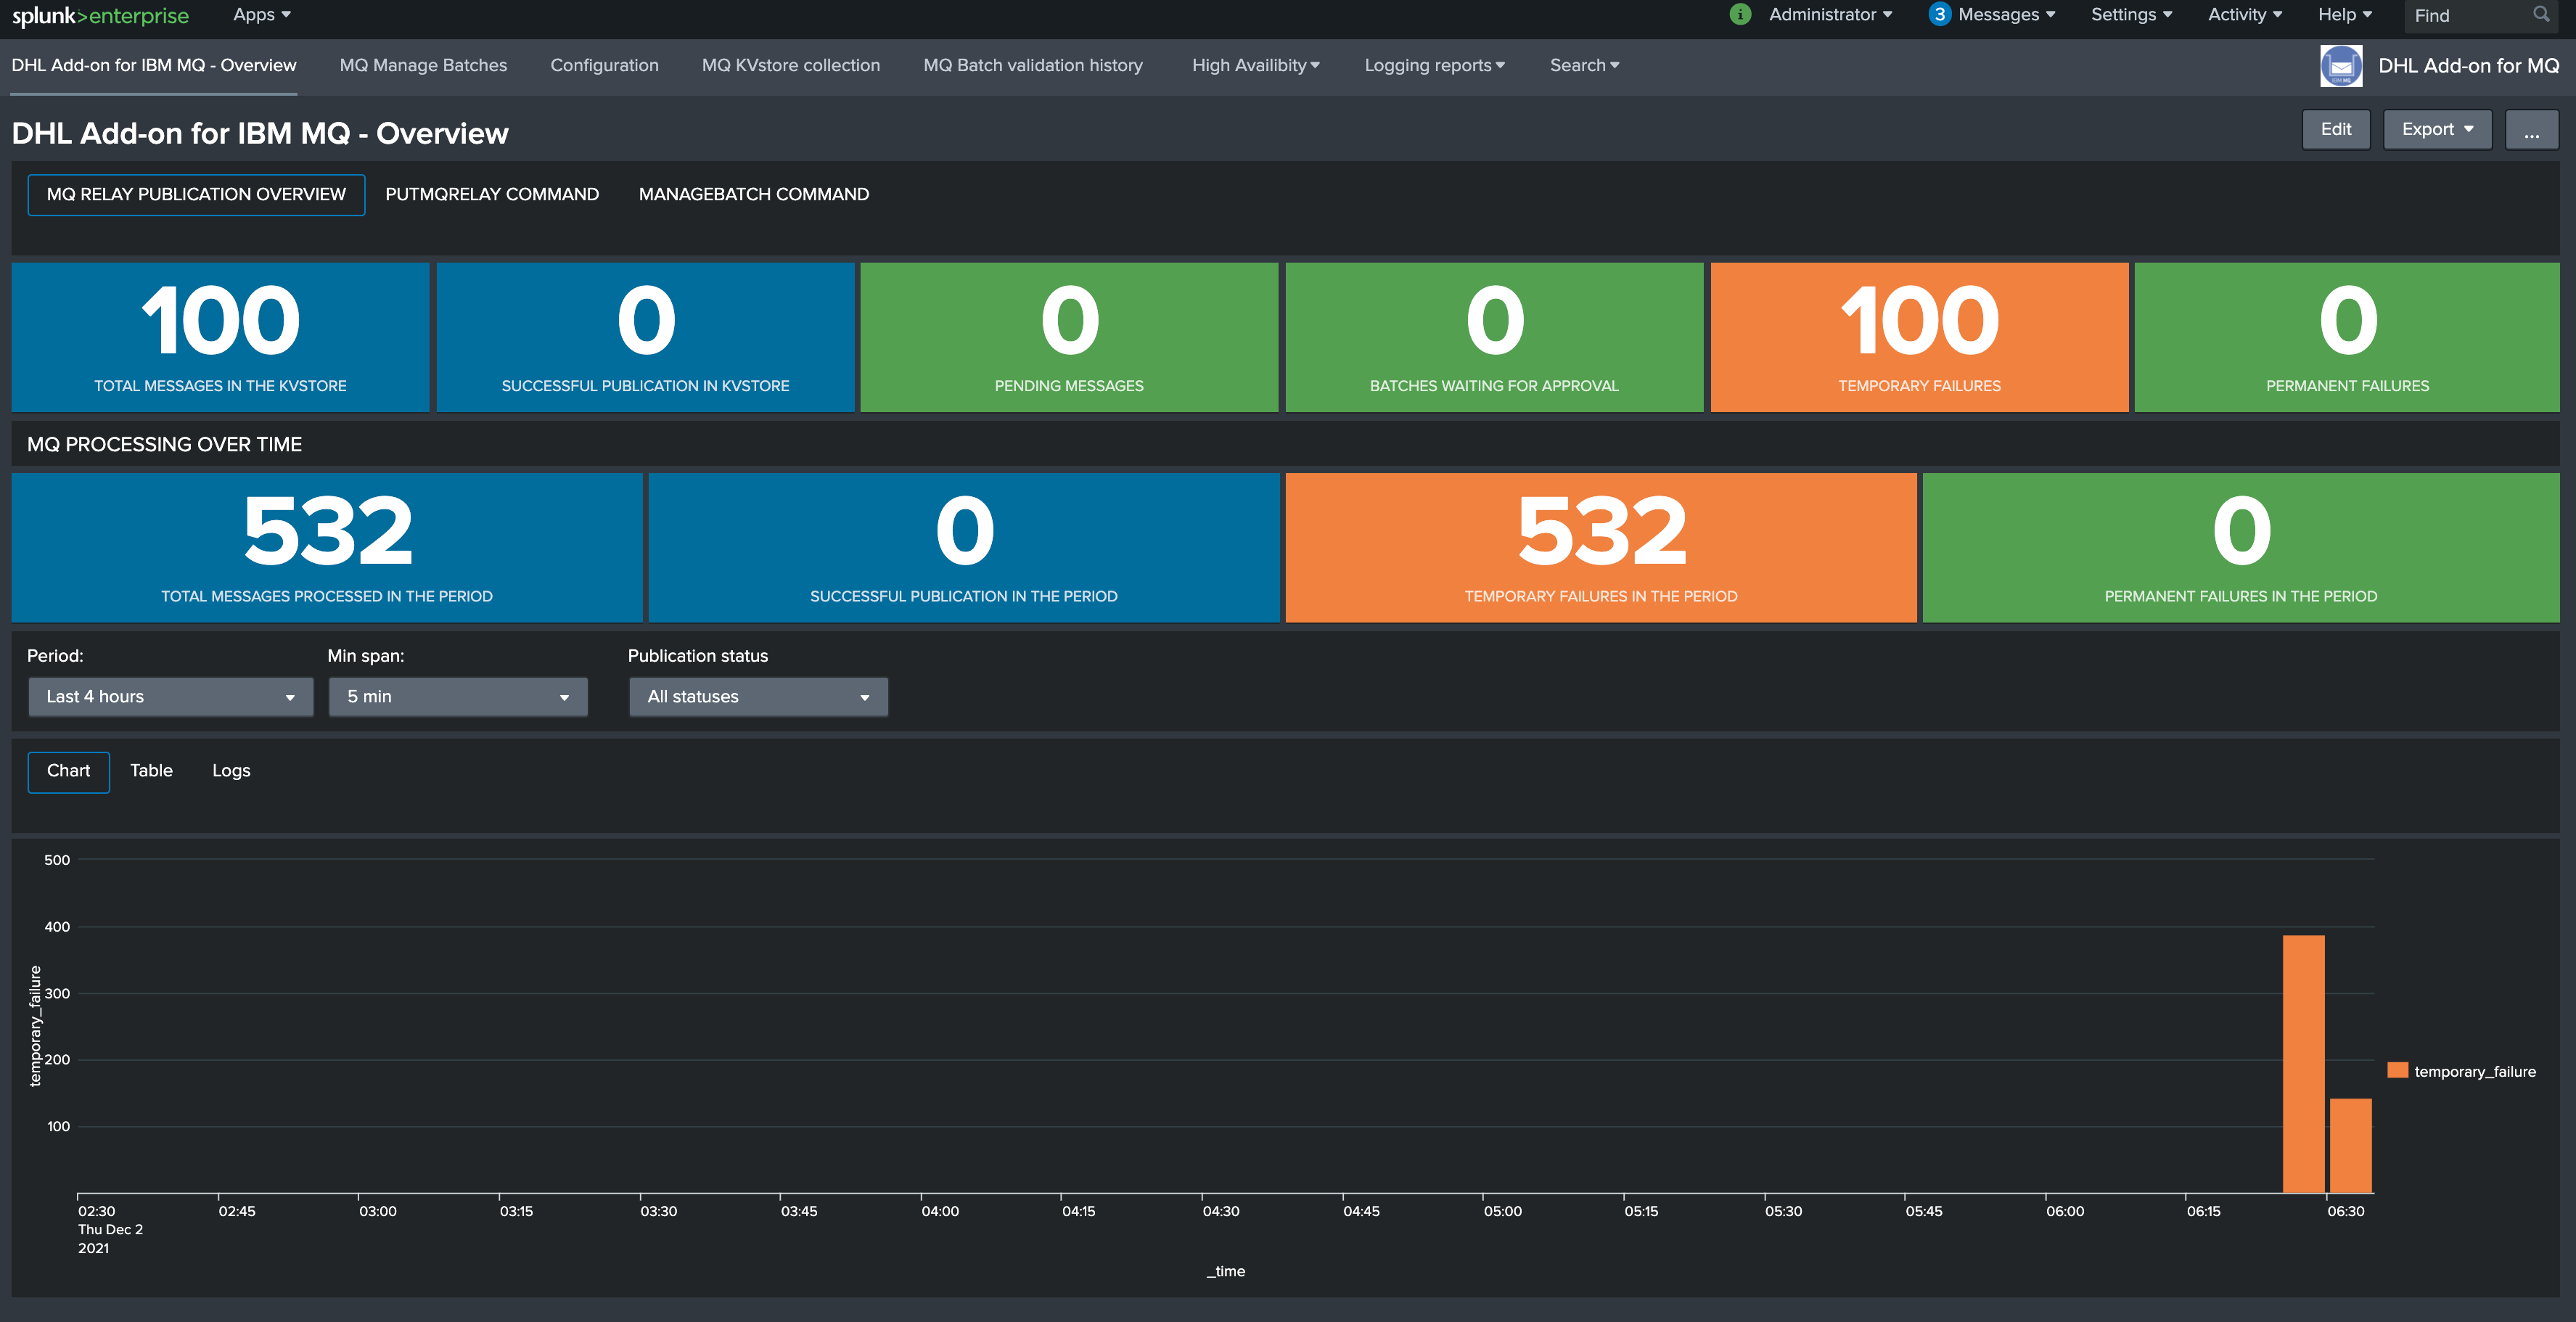 splunk>enterprise Apps i Administrator 3 Messages Settings Activity Help Find
DHL Add-on for IBM MQ - Overview MQ Manage Batches Configuration MQ KVstore collection MQ Batch validation history High Availibity Logging reports Search DHL Add-on for MQ
DHL Add-on for IBM MQ - Overview Edit Export ...
MQ RELAY PUBLICATION OVERVIEW PUTMQRELAY COMMAND MANAGEBATCH COMMAND
100 0 0 0 100 0
TOTAL MESSAGES IN THE KVSTORE SUCCESSFUL PUBLICATION IN KVSTORE PENDING MESSAGES BATCHES WAITING FOR APPROVAL TEMPORARY FAILURES PERMANENT FAILURES
MQ PROCESSING OVER TIME
532 0 532 0
TOTAL MESSAGES PROCESSED IN THE PERIOD SUCCESSFUL PUBLICATION IN THE PERIOD TEMPORARY FAILURES IN THE PERIOD PERMANENT FAILURES IN THE PERIOD
Period: Min span: Publication status
Last 4 hours 5 min All statuses
Chart Table Logs
500
400
300
200
100
temporary_failure
temporary_failure
02:30 02:45 03:00 03:15 03:30 03:45 04:00 04:15 04:30 04:45 05:00 05:15 05:30 05:45 06:00 06:15 06:30
Thu Dec 2
2021
_time